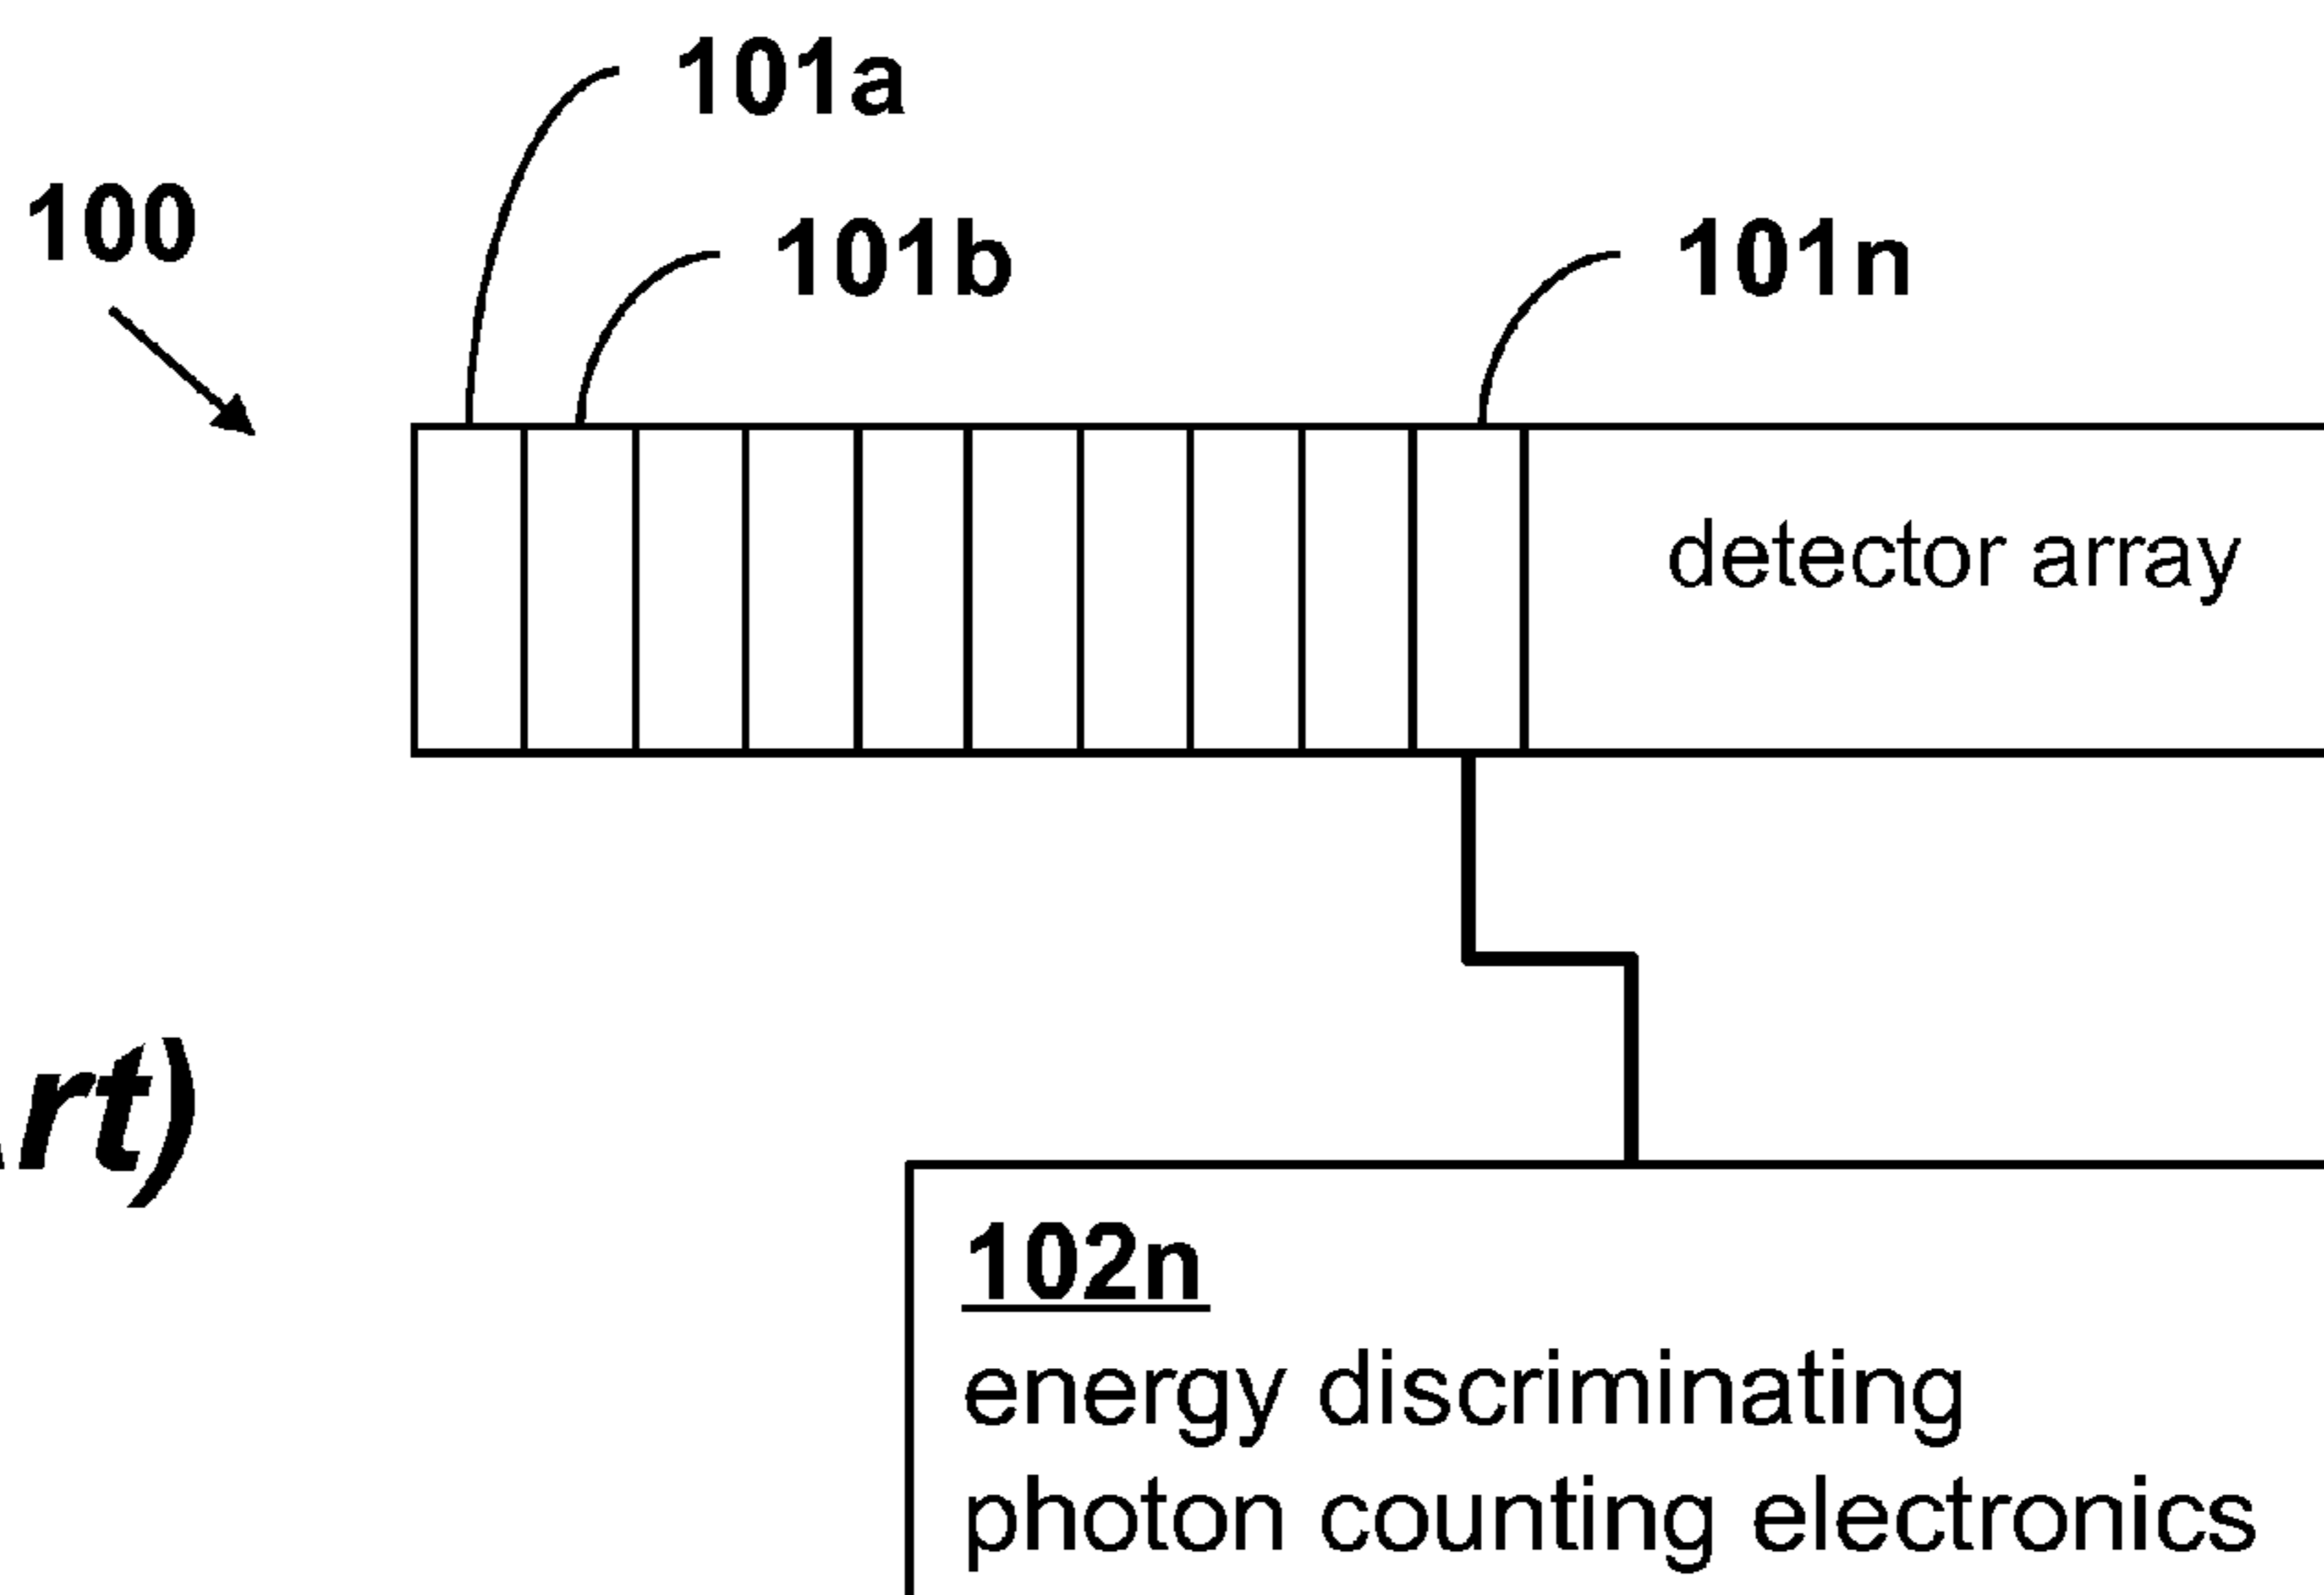 101a
100
101b
101n
detector array
rt)
102n
energy discriminating
photon counting electronics